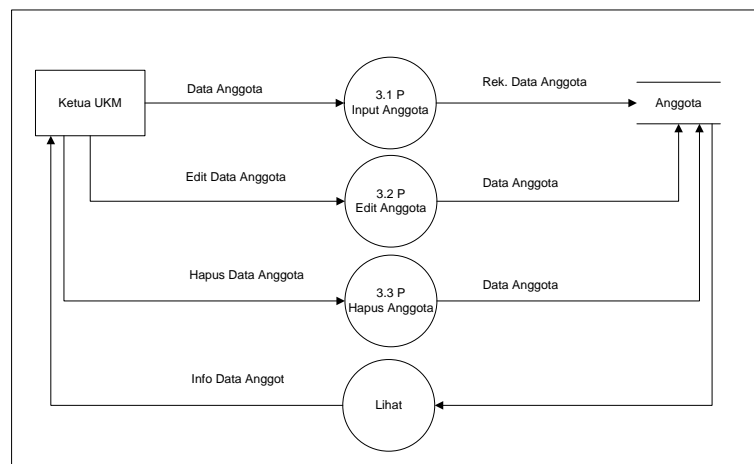 Ketua UKM
Data Anggota
3.1 P
Input Anggota
Rek. Data Anggota
Anggota
Edit Data Anggota
3.2 P
Edit Anggota
Data Anggota
Hapus Data Anggota
3.3 P
Hapus Anggota
Data Anggota
Info Data Anggot
Lihat